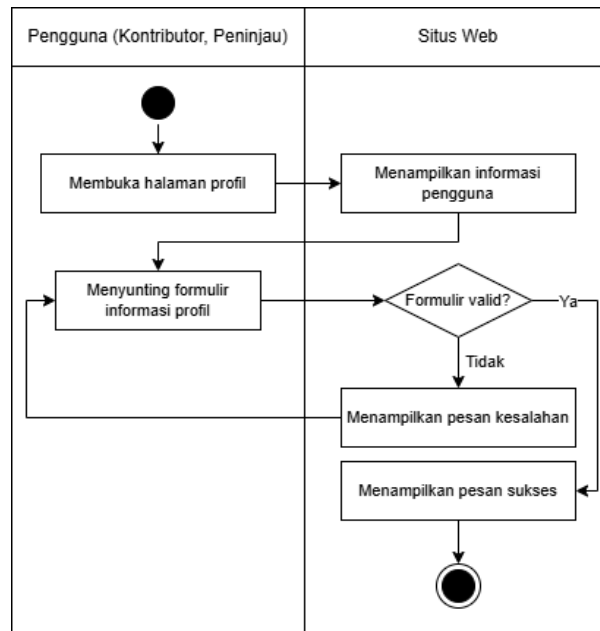 Pengguna (Kontributor, Peninjau)
Situs Web
Membuka halaman profil
Menampilkan informasi
pengguna
Menyunting formulir
informasi profil
Formulir valid?
Ya
Tidak
Menampilkan pesan kesalahan
Menampilkan pesan sukses